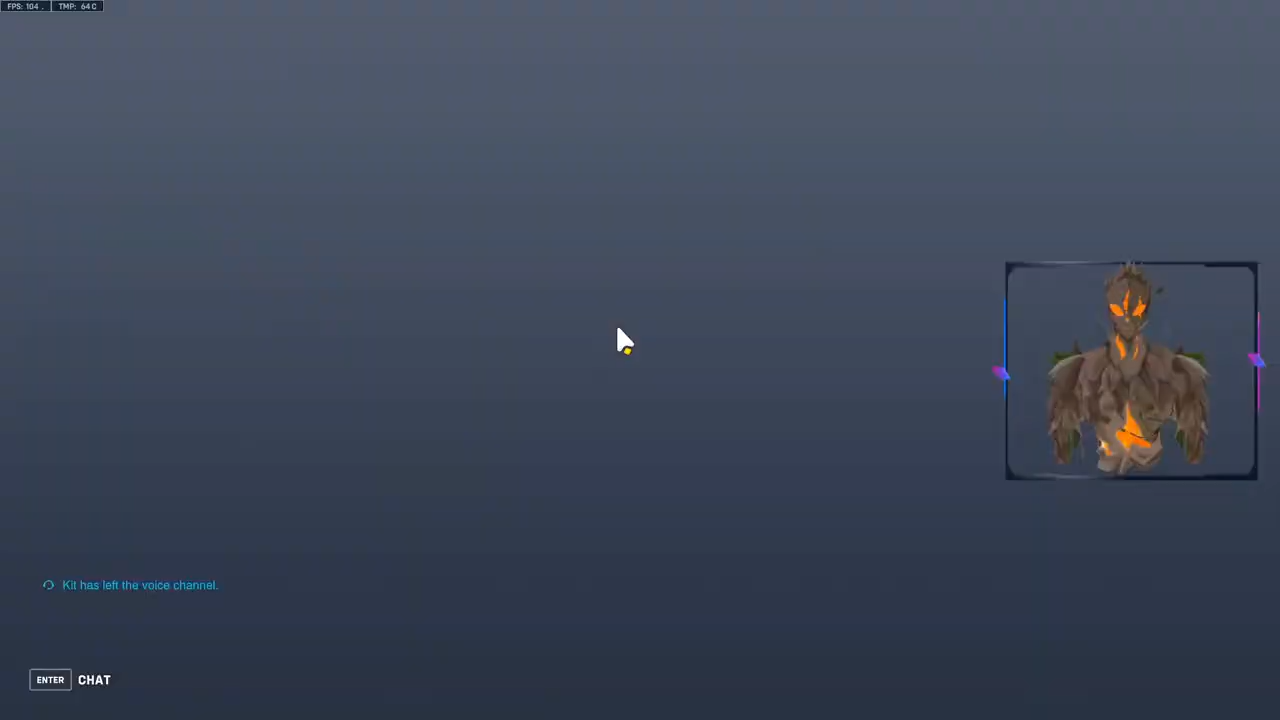 FPS: 104 . TMP: 64 C
Kit has left the voice channel.
ENTER CHAT